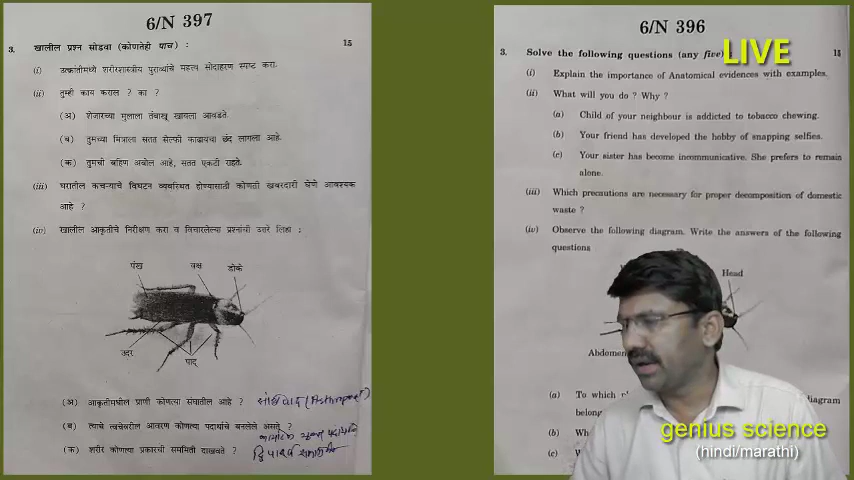 6/N 397
3. खालील प्रश्न सोडवा (कोणतेही पाच) : 15
(i) उत्क्रांतीमध्ये शरीरशास्त्रीय पुराव्यांचे महत्व सोदाहरण स्पष्ट करा.
(ii) तुम्ही काय कराल ? का ?
(अ) शेजारच्या मुलाला तंबाखू खायला आवडते.
(ब) तुमच्या मित्राला सतत सेल्फी काढायचा छंद लागला आहे.
(क) तुमची बहिण अबोल आहे, सतत एकटी राहते.
(iii) घरातील कचऱ्याचे विघटन व्यवस्थित होण्यासाठी कोणती खबरदारी घेणे आवश्यक
आहे ?
(iv) खालील आकृतीचे निरीक्षण करा व विचारलेल्या प्रश्नांची उत्तरे लिहा :
पंख वक्ष डोके
उदर पाद
(अ) आकृतीमधील प्राणी कोणत्या संघातील आहे ? संधीपाद
(ब) त्याचे त्वचेवरील आवरण कोणत्या पदार्थाचे बनलेले असते ?
(क) शरीर कोणत्या प्रकारची सममिती दाखवते ?
6/N 396
LIVE
3. Solve the following questions (any five) 15
(i) Explain the importance of Anatomical evidences with examples.
(ii) What will you do ? Why ?
(a) Child of your neighbour is addicted to tobacco chewing.
(b) Your friend has developed the hobby of snapping selfies.
(c) Your sister has become incommunicative. She prefers to remain
alone.
(iii) Which precautions are necessary for proper decomposition of domestic
waste ?
(iv) Observe the following diagram. Write the answers of the following
questions
Head
Abdomen
(a) To which diagram
belong
(b) Wh
(c) W
genius science
(hindi/marathi)